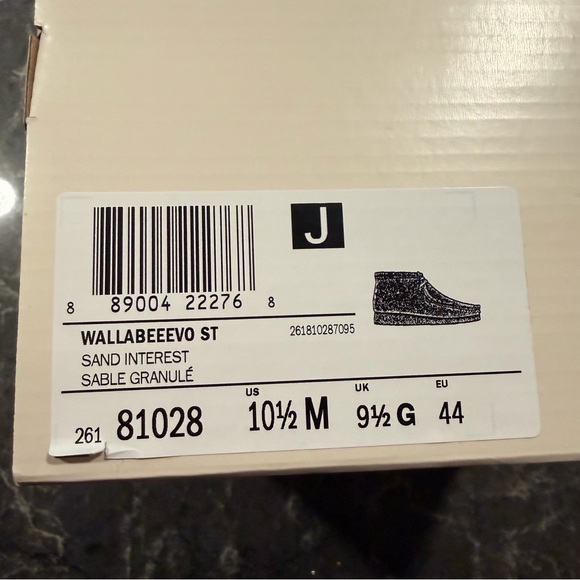 J
8 89004 22276 8
WALLABEEEVO ST 261810287095
SAND INTEREST
SABLE GRANULÉ
US UK EU
261 81028 10½ M 9½ G 44